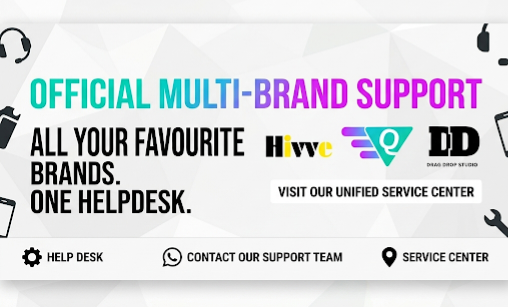 OFFICIAL MULTI-BRAND SUPPORT
ALL YOUR FAVOURITE
BRANDS.
ONE HELPDESK.
Hivve
Q
DD
DRAG DROP STUDIO
VISIT OUR UNIFIED SERVICE CENTER
HELP DESK
CONTACT OUR SUPPORT TEAM
SERVICE CENTER